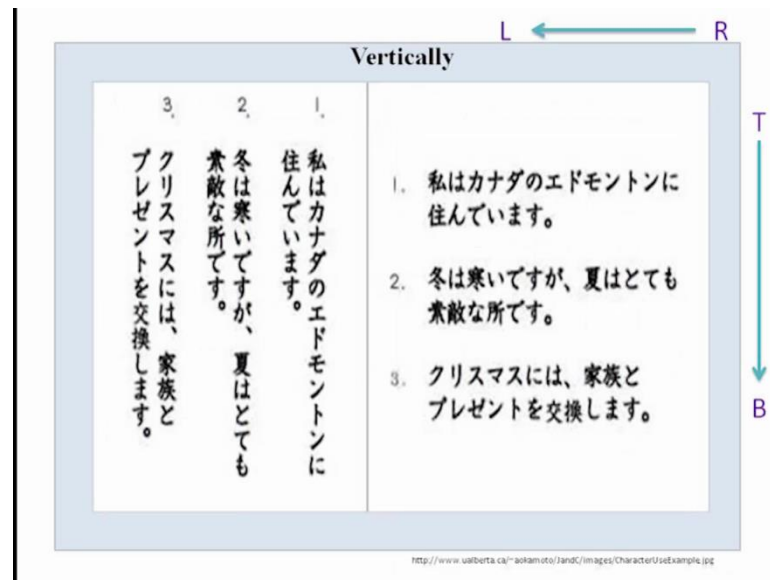 L R
Vertically
T
B
1.
私はカナダのエドモントンに
住んでいます。
2.
冬は寒いですが、夏はとても
素敵な所です。
3.
クリスマスには、家族と
プレゼントを交換します。
1. 私はカナダのエドモントンに
住んでいます。
2. 冬は寒いですが、夏はとても
素敵な所です。
3. クリスマスには、家族と
プレゼントを交換します。
http://www.ualberta.ca/~aokamoto/JandC/images/CharacterUseExample.jpg